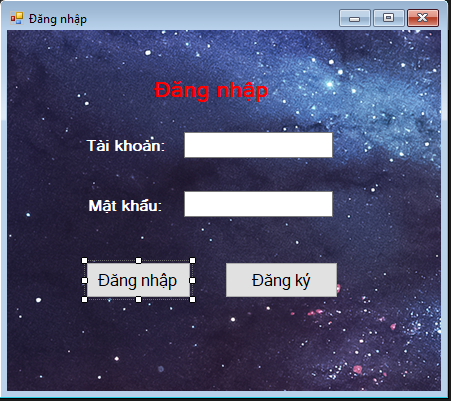 Đăng nhập
Đăng nhập
Tài khoản:
Mật khẩu:
Đăng nhập
Đăng ký